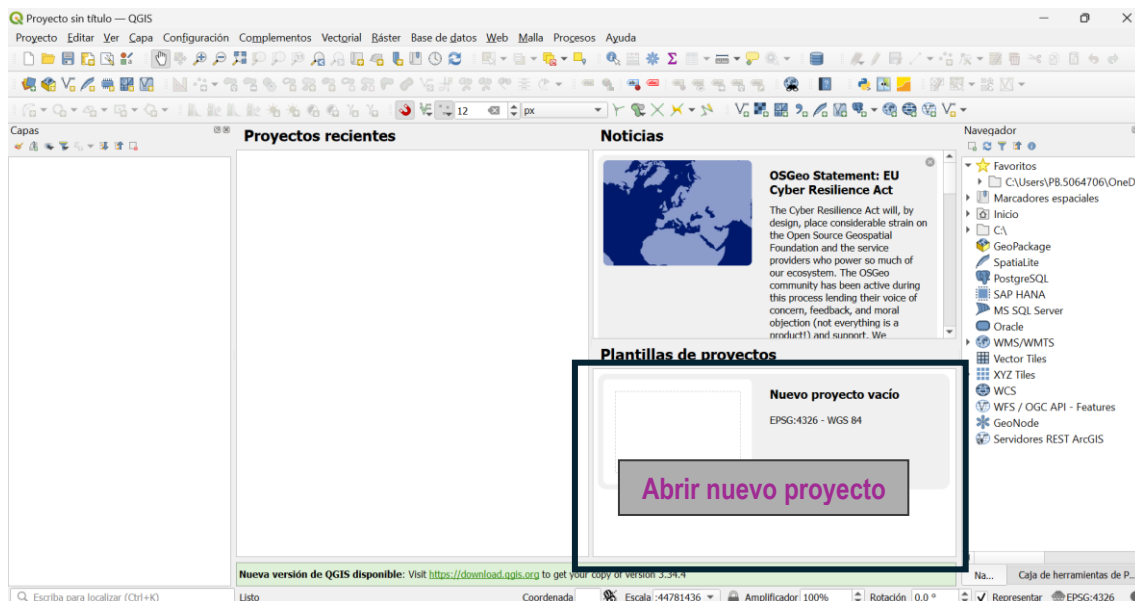 Proyecto sin título — QGIS
Proyecto Editar Ver Capa Configuración Complementos Vectorial Ráster Base de datos Web Malla Procesos Ayuda
12 px
Capas
Proyectos recientes
Noticias
OSGeo Statement: EU
Cyber Resilience Act
The Cyber Resilience Act will, by
design, place considerable strain on
the Open Source Geospatial
Foundation and the service
providers who power so much of
our ecosystem. The OSGeo
community has been active during
this process lending their voice of
concern, feedback, and moral
objection (not everything is a
product!) and support. We
Plantillas de proyectos
Nuevo proyecto vacío
EPSG:4326 - WGS 84
Abrir nuevo proyecto
Navegador
Favoritos
C:\Users\PB.5064706\OneD
Marcadores espaciales
Inicio
C:\
GeoPackage
SpatiaLite
PostgreSQL
SAP HANA
MS SQL Server
Oracle
WMS/WMTS
Vector Tiles
XYZ Tiles
WCS
WFS / OGC API - Features
GeoNode
Servidores REST ArcGIS
Nueva versión de QGIS disponible: Visit https://download.qgis.org to get your copy of version 3.34.4
Na... Caja de herramientas de P...
Escriba para localizar (Ctrl+K) Listo Coordenada Escala :44781436 Amplificador 100% Rotación 0,0 ° Representar EPSG:4326